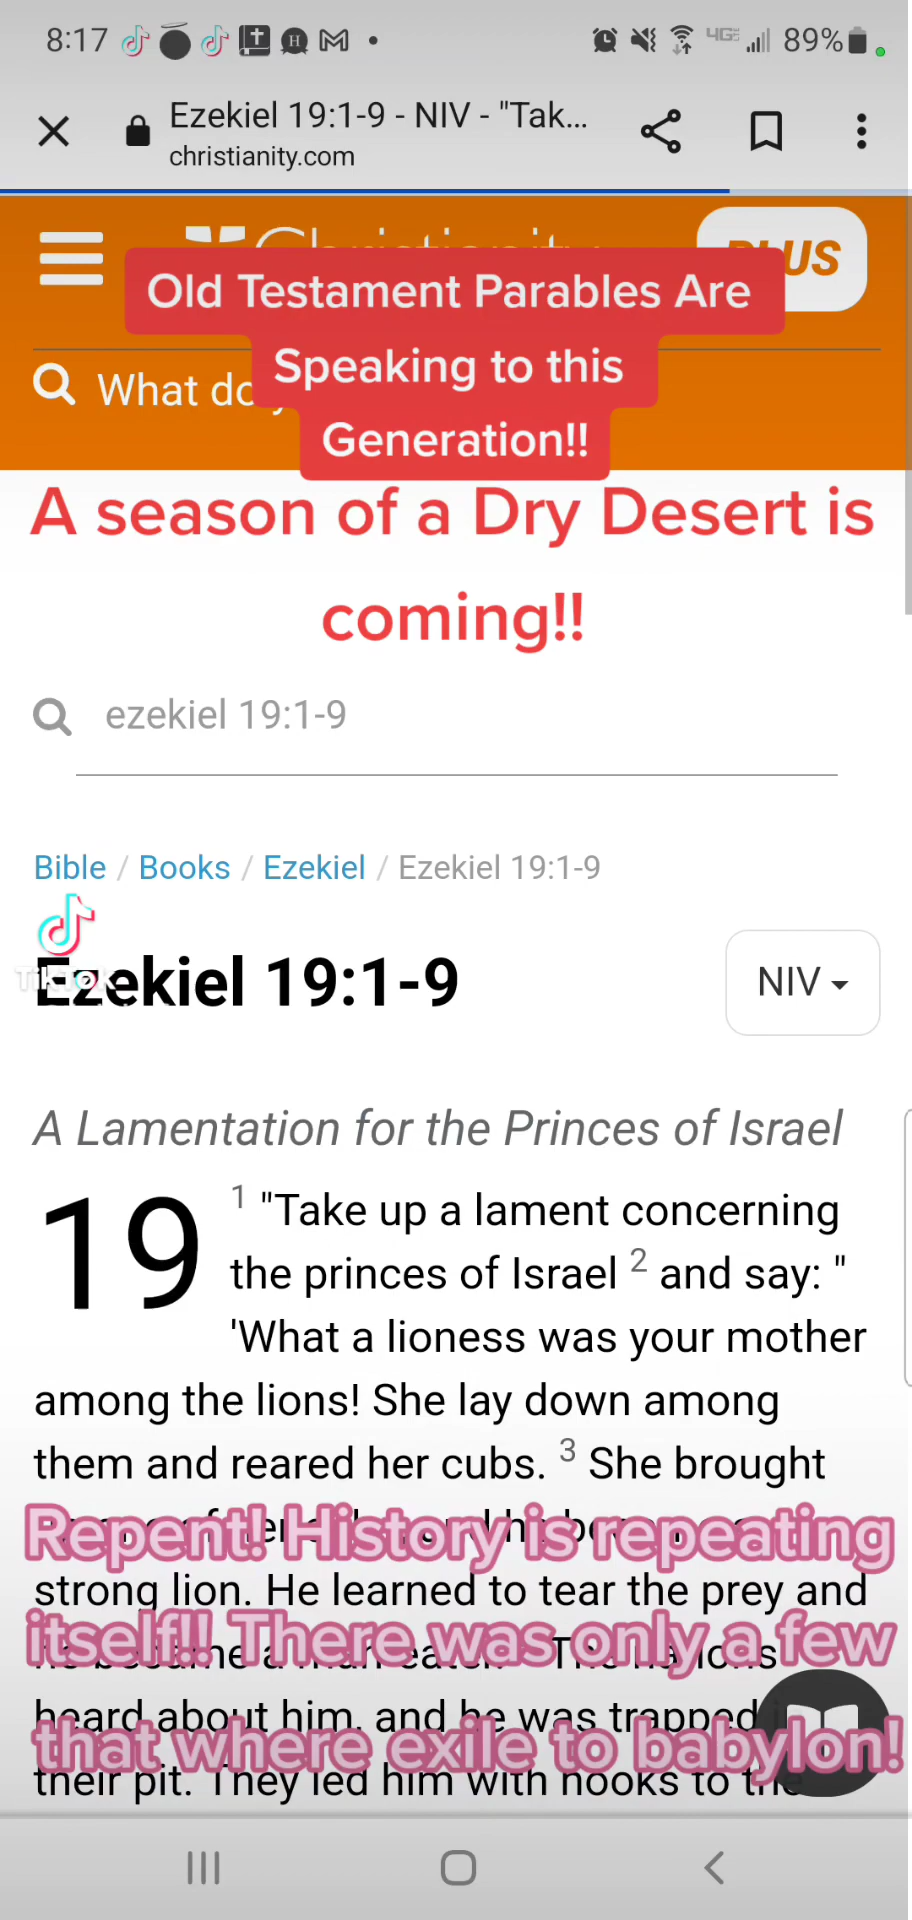 8:17
4GE 89%
Ezekiel 19:1-9 - NIV - "Tak...
christianity.com
Christianity
PLUS
Old Testament Parables Are
Speaking to this
Generation!!
What do
A season of a Dry Desert is
coming!!
ezekiel 19:1-9
Bible / Books / Ezekiel / Ezekiel 19:1-9
TikTok
Ezekiel 19:1-9
NIV
A Lamentation for the Princes of Israel
19 1 "Take up a lament concerning
the princes of Israel 2 and say: "
'What a lioness was your mother
among the lions! She lay down among
them and reared her cubs. 3 She brought
Repent! History is repeating
strong lion. He learned to tear the prey and
itself!! There was only a few
heard about him, and he was trapped
that where exile to babylon!
their pit. They led him with hooks to the